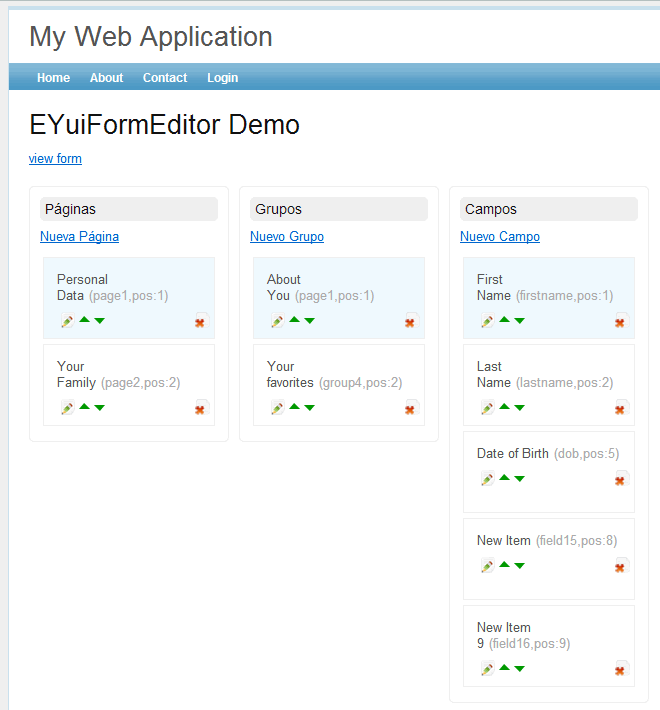 My Web Application
Home About Contact Login
EYuiFormEditor Demo
view form
Páginas
Nueva Página
Personal
Data (page1,pos:1)
Your
Family (page2,pos:2)
Grupos
Nuevo Grupo
About
You (page1,pos:1)
Your
favorites (group4,pos:2)
Campos
Nuevo Campo
First
Name (firstname,pos:1)
Last
Name (lastname,pos:2)
Date of Birth (dob,pos:5)
New Item (field15,pos:8)
New Item
9 (field16,pos:9)